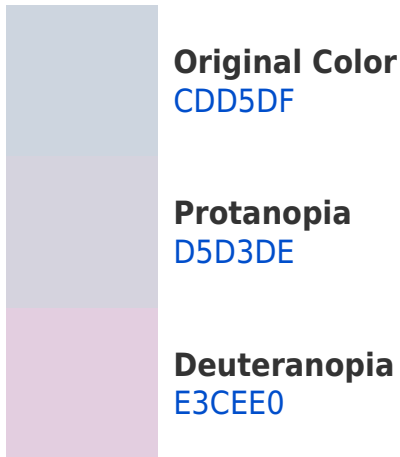 Original Color
CDD5DF
Protanopia
D5D3DE
Deuteranopia
E3CEE0